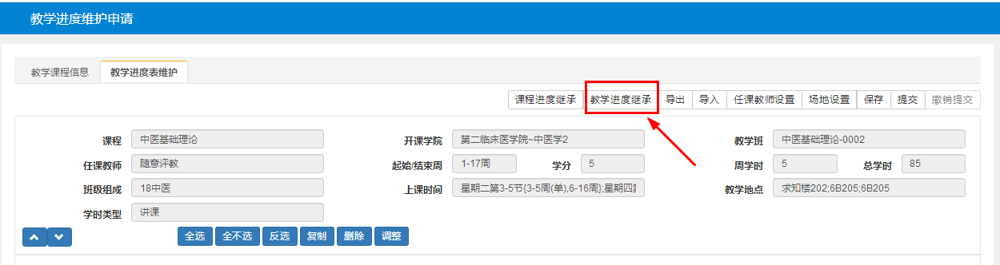 教学进度维护申请
教学课程信息 教学进度表维护
课程进度继承 教学进度继承 导出 导入 任课教师设置 场地设置 保存 提交 撤销提交
课程 中医基础理论 开课学院 第二临床医学院~中医学2 教学班 中医基础理论-0002
任课教师 随意评教 起始/结束周 1-17周 学分 5 周学时 5 总学时 85
班级组成 18中医 上课时间 星期二第3-5节{3-5周(单),6-16周};星期四第 教学地点 求知楼202;6B205;6B205
学时类型 讲课
全选 全不选 反选 复制 删除 调整